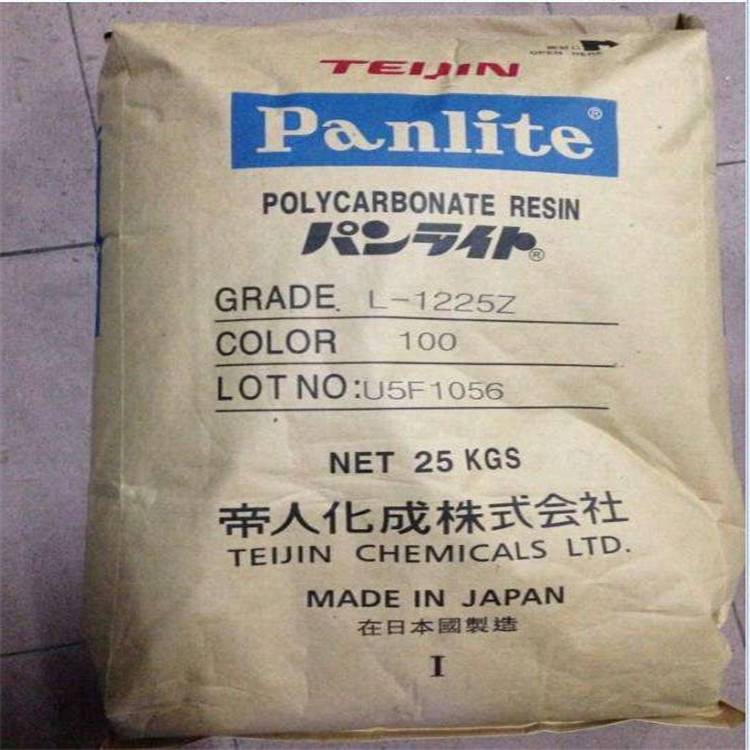 OPEN HERE
TEIJIN
Panlite®
POLYCARBONATE RESIN
パンライト®
GRADE. L-1225Z
COLOR 100
LOT NO: U5F1056
NET 25 KGS
帝人化成株式会社
TEIJIN CHEMICALS LTD.
MADE IN JAPAN
在日本國製造
I